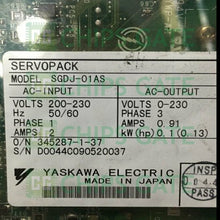 SERVOPACK
MODEL SGDJ-01AS
AC-INPUT AC-OUTPUT
VOLTS 200-230 VOLTS 0-230
Hz 50/60 PHASE 3
PHASE 1 AMPS 0.91
AMPS 2 kW(hp) 0.1(0.13)
O/N 345287-1-37
S/N D0044C090520037
YASKAWA ELECTRIC
MADE IN JAPAN
INSP